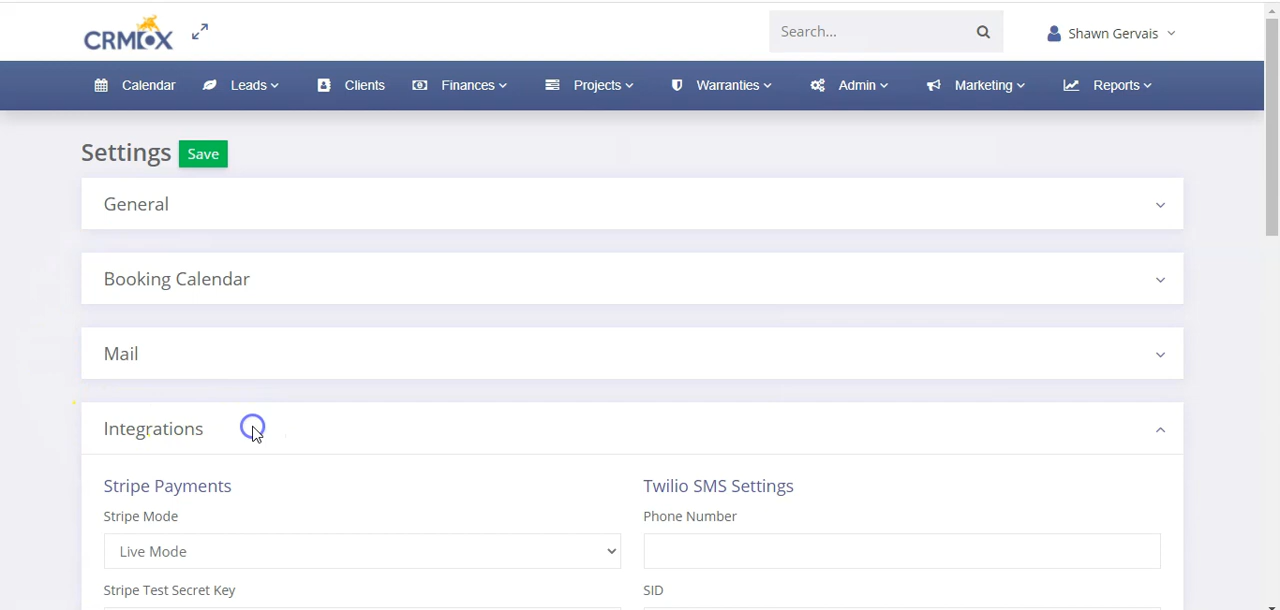 CRMOX
Search...
Shawn Gervais
Calendar Leads Clients Finances Projects Warranties Admin Marketing Reports
Settings Save
General
Booking Calendar
Mail
Integrations
Stripe Payments
Stripe Mode
Live Mode
Stripe Test Secret Key
Twilio SMS Settings
Phone Number
SID